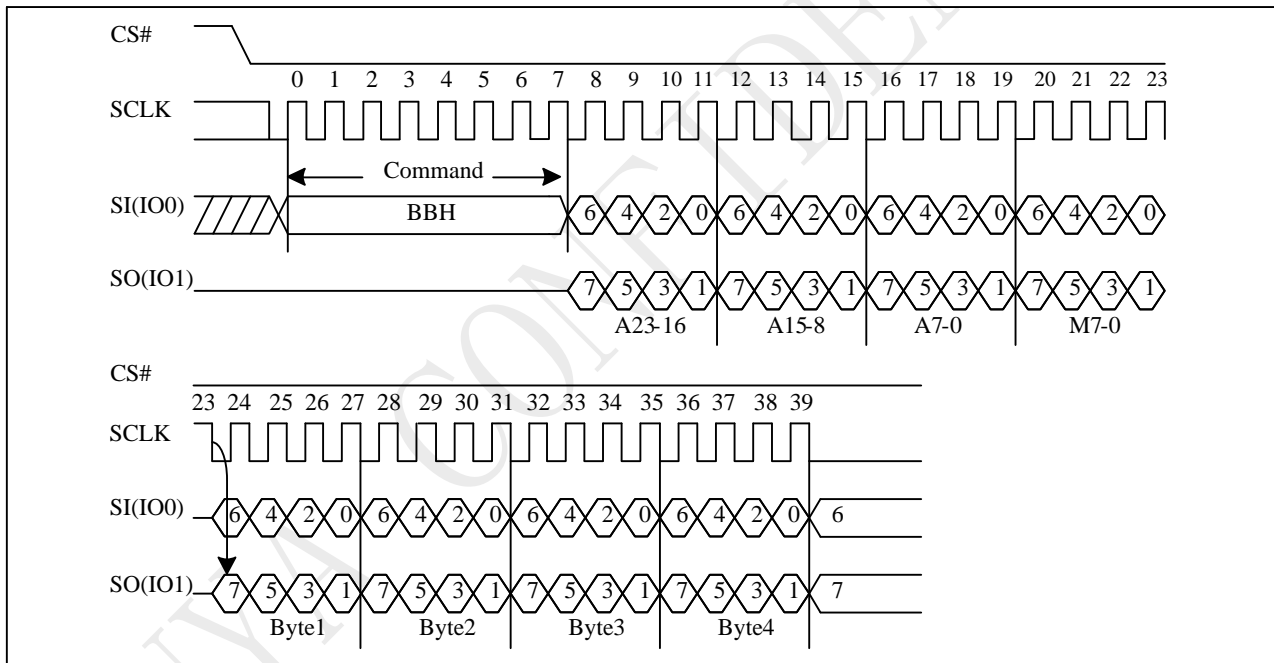 CS#
0 1 2 3 4 5 6 7 8 9 10 11 12 13 14 15 16 17 18 19 20 21 22 23
SCLK
Command
SI(IO0) BBH 6 4 2 0 6 4 2 0 6 4 2 0 6 4 2 0
SO(IO1) 7 5 3 1 7 5 3 1 7 5 3 1 7 5 3 1
A23-16 A15-8 A7-0 M7-0
CS#
23 24 25 26 27 28 29 30 31 32 33 34 35 36 37 38 39
SCLK
SI(IO0) 6 4 2 0 6 4 2 0 6 4 2 0 6 4 2 0 6
SO(IO1) 7 5 3 1 7 5 3 1 7 5 3 1 7 5 3 1 7
Byte1 Byte2 Byte3 Byte4